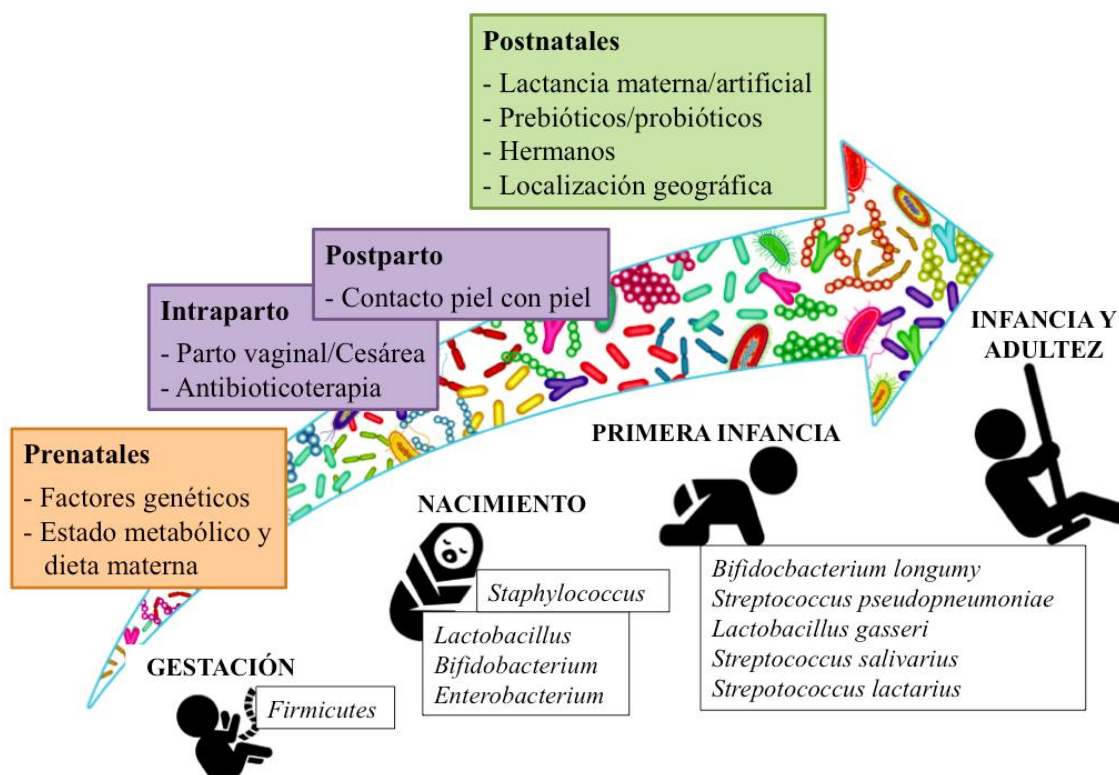 Postnatales
- Lactancia materna/artificial
- Prebióticos/probióticos
- Hermanos
- Localización geográfica
Postparto
- Contacto piel con piel
Intraparto
- Parto vaginal/Cesárea
- Antibioticoterapia
Prenatales
- Factores genéticos
- Estado metabólico y
dieta materna
INFANCIA Y
ADULTEZ
PRIMERA INFANCIA
NACIMIENTO
GESTACIÓN
Firmicutes
Staphylococcus
Lactobacillus
Bifidobacterium
Enterobacterium
Bifidocbacterium longumy
Streptococcus pseudopneumoniae
Lactobacillus gasseri
Streptococcus salivarius
Strepotococcus lactarius